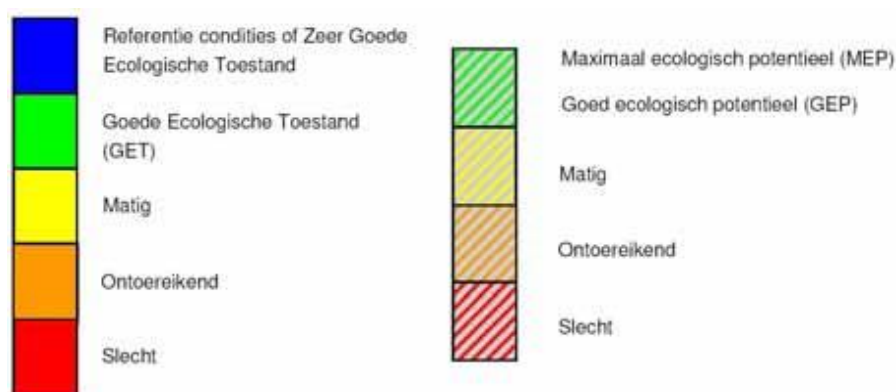 Referentie condities of Zeer Goede
Ecologische Toestand
Goede Ecologische Toestand
(GET)
Matig
Ontoereikend
Slecht
Maximaal ecologisch potentieel (MEP)
Goed ecologisch potentieel (GEP)
Matig
Ontoereikend
Slecht